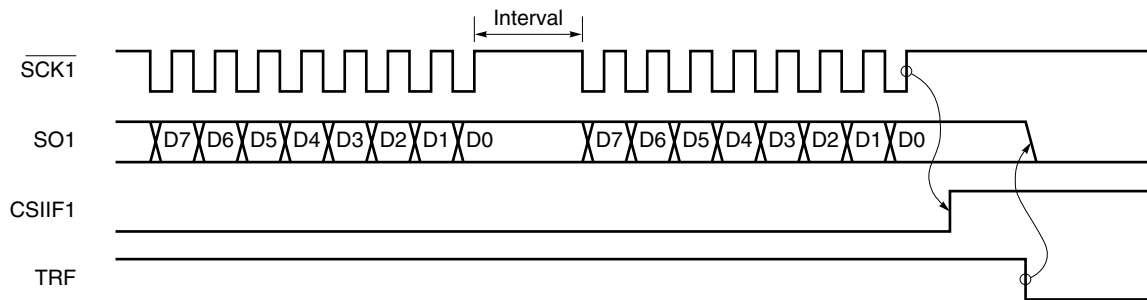 Interval
SCK1
SO1 D7 D6 D5 D4 D3 D2 D1 D0 D7 D6 D5 D4 D3 D2 D1 D0
CSIIF1
TRF